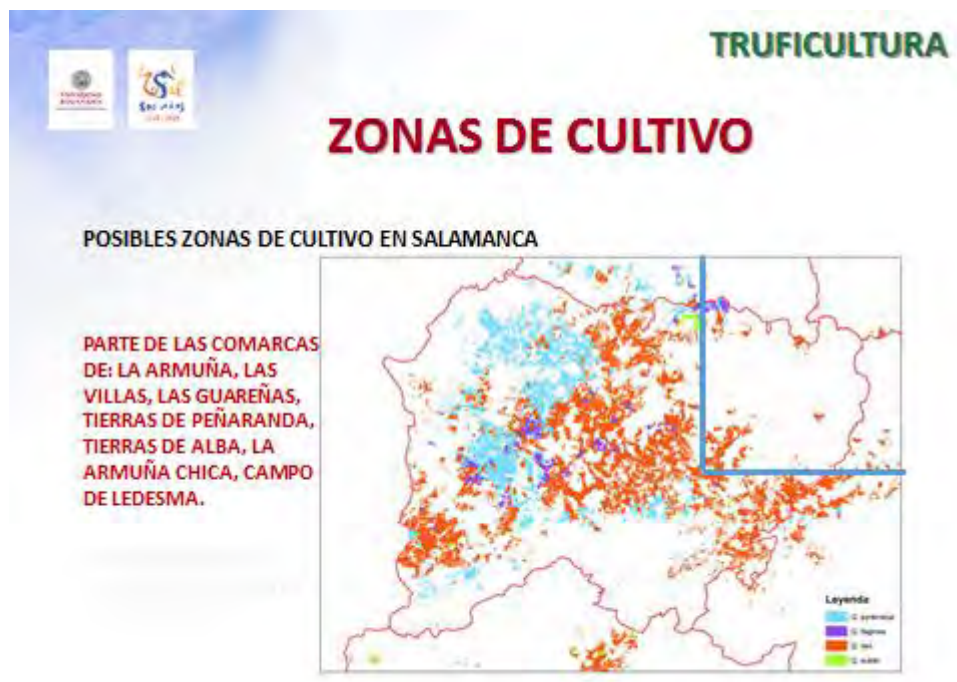 TRUFICULTURA
ZONAS DE CULTIVO
POSIBLES ZONAS DE CULTIVO EN SALAMANCA
PARTE DE LAS COMARCAS
DE: LA ARMUÑA, LAS
VILLAS, LAS GUAREÑAS,
TIERRAS DE PEÑARANDA,
TIERRAS DE ALBA, LA
ARMUÑA CHICA, CAMPO
DE LEDESMA.
Leyenda